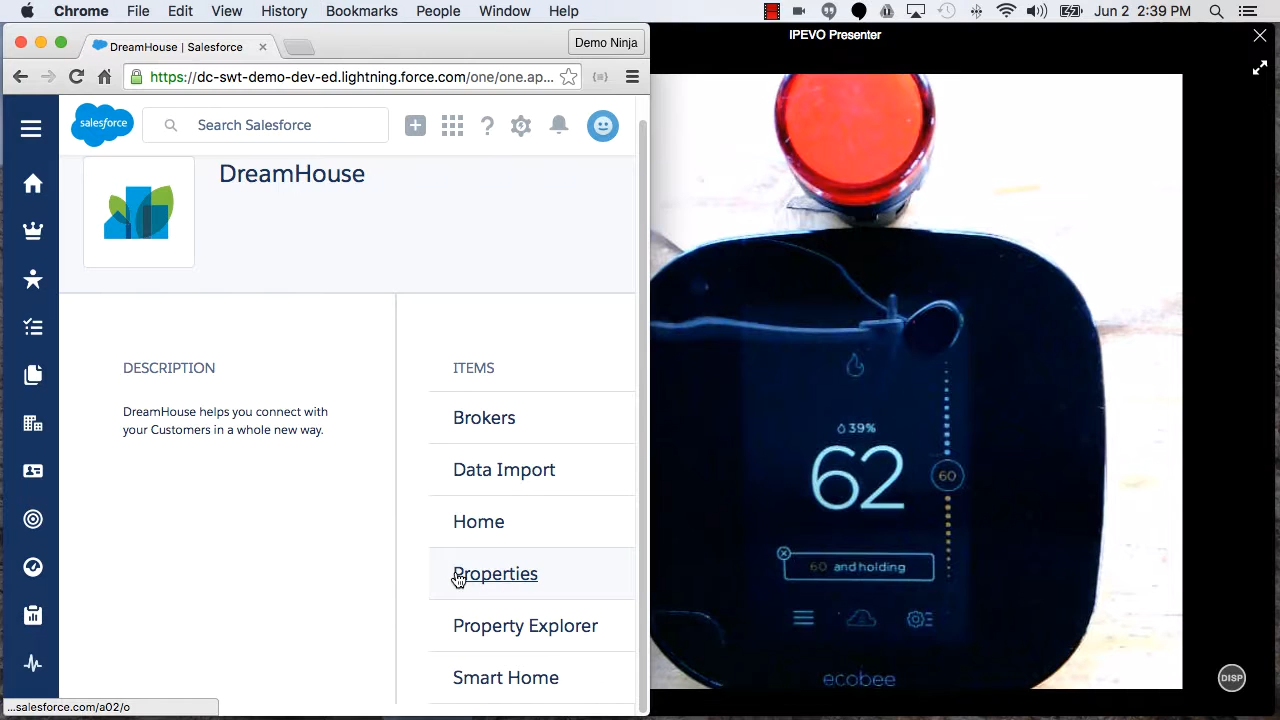 Chrome File Edit View History Bookmarks People Window Help
Jun 2 2:39 PM
DreamHouse | Salesforce
Demo Ninja
https://dc-swt-demo-dev-ed.lightning.force.com/one/one.ap...
salesforce
Search Salesforce
DreamHouse
DESCRIPTION
DreamHouse helps you connect with
your Customers in a whole new way.
ITEMS
Brokers
Data Import
Home
Properties
Property Explorer
Smart Home
...salesforce.com/a02/o
IPEVO Presenter
39%
62
60
60 and holding
ecobee
DISP